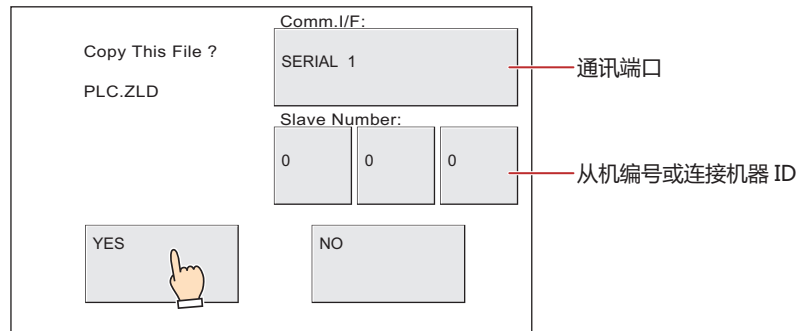 Comm.I/F:
Copy This File ?
SERIAL 1
通讯端口
PLC.ZLD
Slave Number:
0 0 0
从机编号或连接机器 ID
YES NO